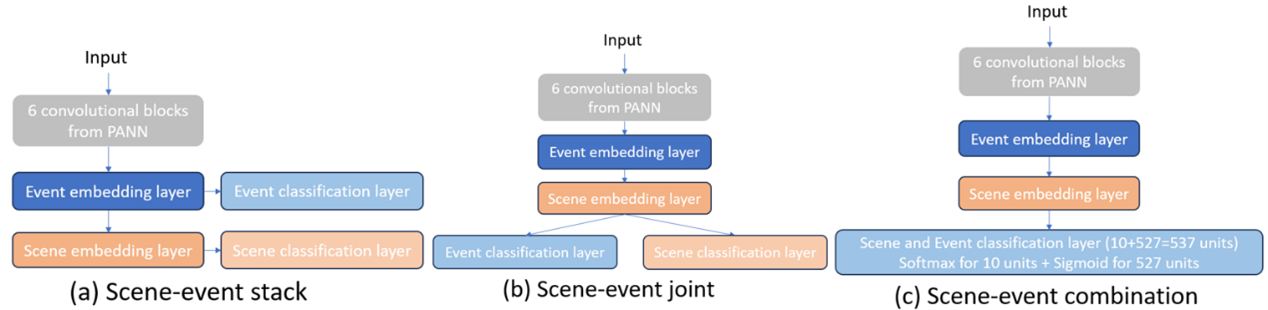 Input
6 convolutional blocks
from PANN
Event embedding layer
Event classification layer
Scene embedding layer
Scene classification layer
(a) Scene-event stack
Input
6 convolutional blocks
from PANN
Event embedding layer
Scene embedding layer
Event classification layer
Scene classification layer
(b) Scene-event joint
Input
6 convolutional blocks
from PANN
Event embedding layer
Scene embedding layer
Scene and Event classification layer (10+527=537 units)
Softmax for 10 units + Sigmoid for 527 units
(c) Scene-event combination